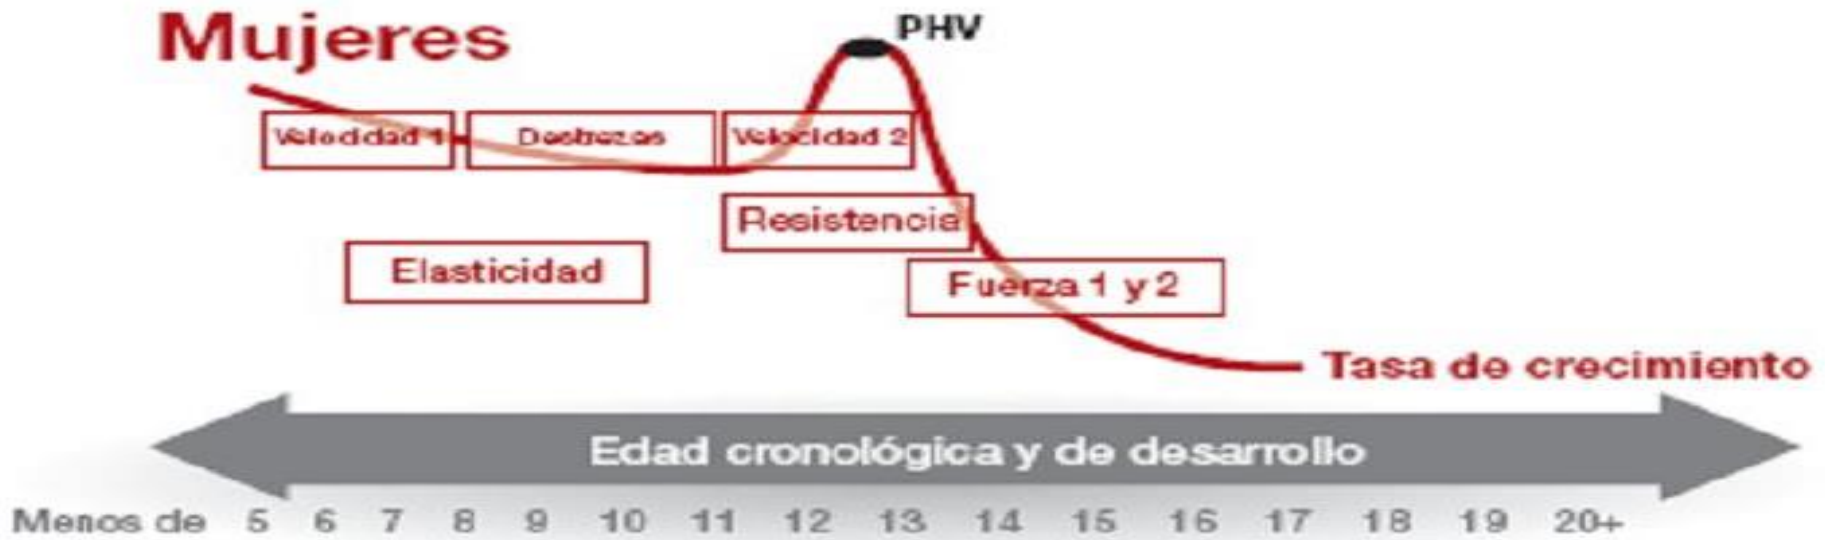 Mujeres
PHV
Velocidad 1
Destrezas
Velocidad 2
Resistencia
Elasticidad
Fuerza 1 y 2
Tasa de crecimiento
Edad cronológica y de desarrollo
Menos de 5 6 7 8 9 10 11 12 13 14 15 16 17 18 19 20+